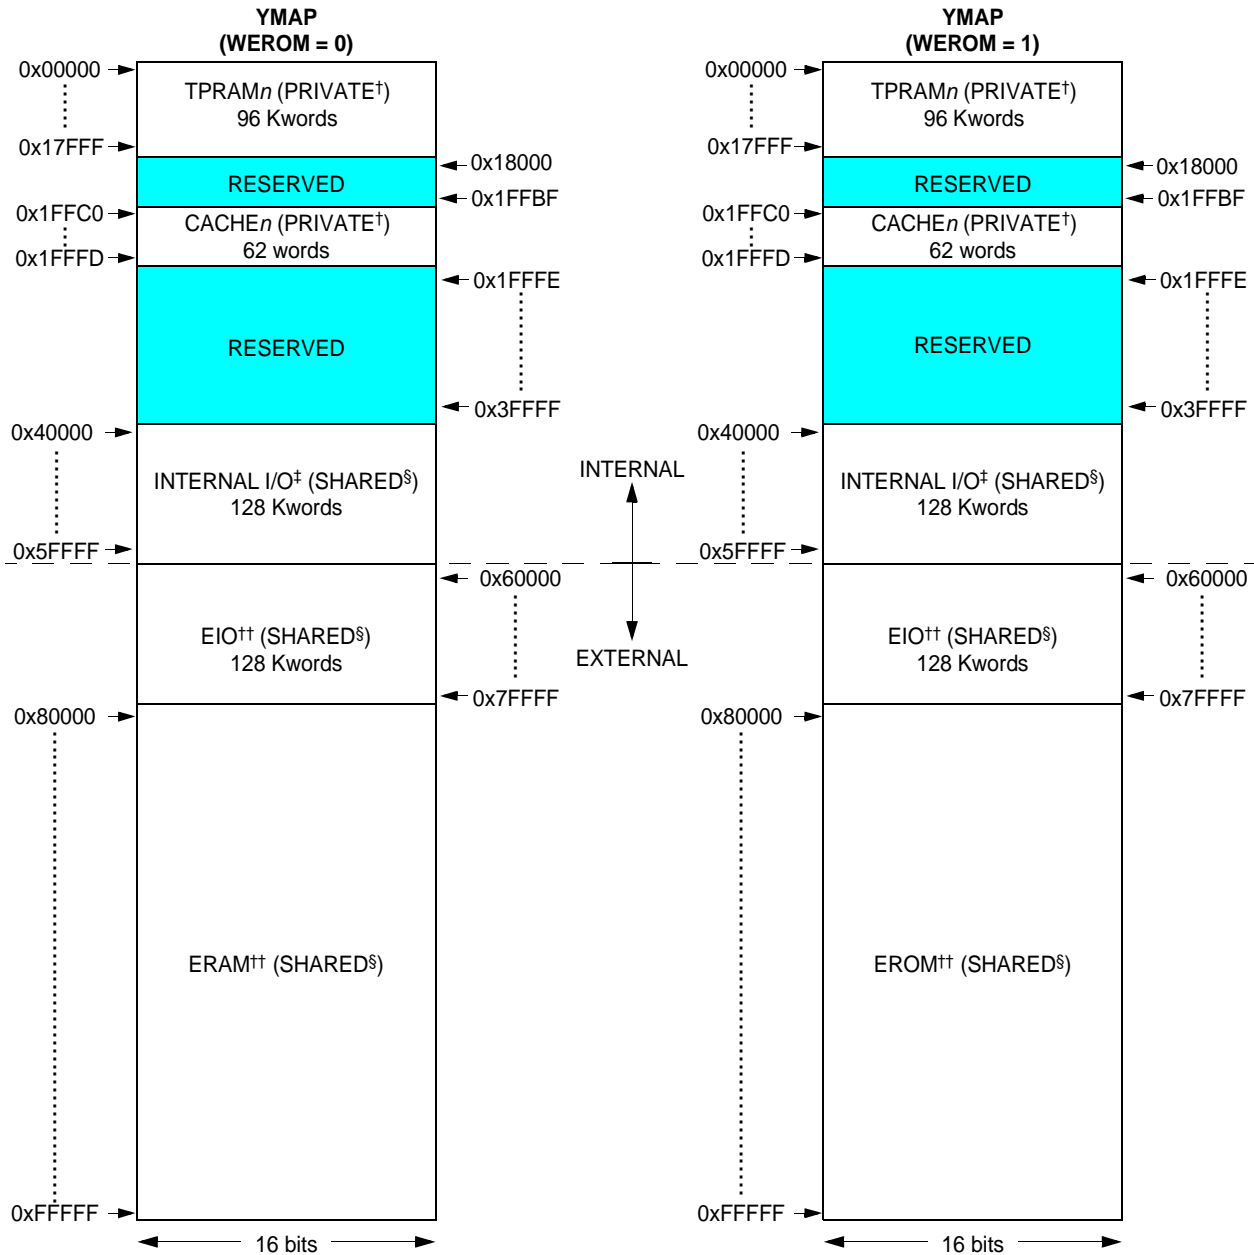 YMAP
(WEROM = 0)
0x00000
TPRAMn (PRIVATE†)
96 Kwords
0x17FFF
0x18000
RESERVED
0x1FFBF
0x1FFC0
CACHEn (PRIVATE†)
62 words
0x1FFFD
0x1FFFE
RESERVED
0x3FFFF
0x40000
INTERNAL I/O‡ (SHARED§)
128 Kwords
0x5FFFF
0x60000
EIO†† (SHARED§)
128 Kwords
0x7FFFF
0x80000
ERAM†† (SHARED§)
0xFFFFF
16 bits
INTERNAL
EXTERNAL
YMAP
(WEROM = 1)
0x00000
TPRAMn (PRIVATE†)
96 Kwords
0x17FFF
0x18000
RESERVED
0x1FFBF
0x1FFC0
CACHEn (PRIVATE†)
62 words
0x1FFFD
0x1FFFE
RESERVED
0x3FFFF
0x40000
INTERNAL I/O‡ (SHARED§)
128 Kwords
0x5FFFF
0x60000
EIO†† (SHARED§)
128 Kwords
0x7FFFF
0x80000
EROM†† (SHARED§)
0xFFFFF
16 bits